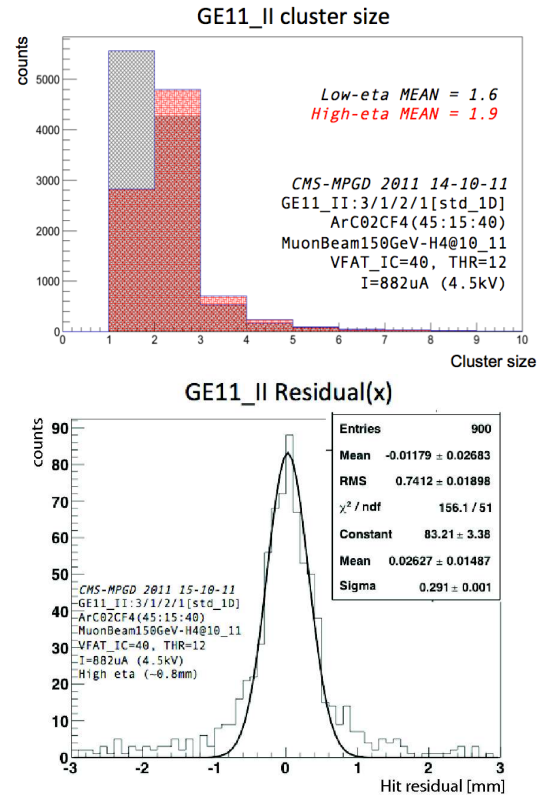 GE11_II cluster size
counts
5000
4000
3000
2000
1000
0
Low-eta MEAN = 1.6
High-eta MEAN = 1.9
CMS-MPGD 2011 14-10-11
GE11_II:3/1/2/1[std_1D]
ArCO2CF4(45:15:40)
MuonBeam150GeV-H4@10_11
VFAT_IC=40, THR=12
I=882uA (4.5kV)
0 1 2 3 4 5 6 7 8 9 10
Cluster size
GE11_II Residual(x)
counts
90
80
70
60
50
40
30
20
10
0
Entries 900
Mean -0.01179 ± 0.02683
RMS 0.7412 ± 0.01898
χ² / ndf 156.1 / 51
Constant 83.21 ± 3.38
Mean 0.02627 ± 0.01487
Sigma 0.291 ± 0.001
CMS-MPGD 2011 15-10-11
GE11_II:3/1/2/1[std_1D]
ArCO2CF4(45:15:40)
MuonBeam150GeV-H4@10_11
VFAT_IC=40, THR=12
I=882uA (4.5kV)
High eta (~0.8mm)
-3 -2 -1 0 1 2 3
Hit residual [mm]